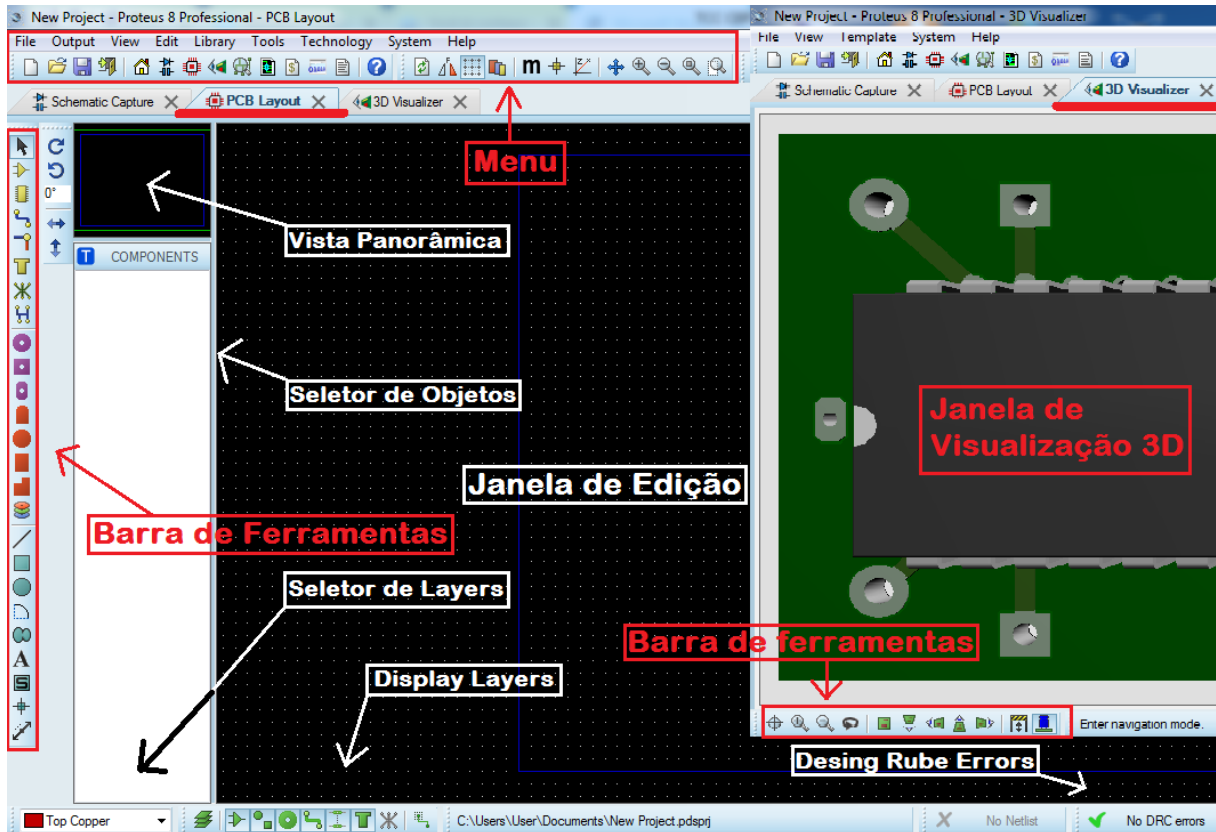 New Project - Proteus 8 Professional - PCB Layout
File Output View Edit Library Tools Technology System Help
Schematic Capture
PCB Layout
3D Visualizer
Menu
0°
COMPONENTS
Vista Panorâmica
Seletor de Objetos
Janela de Edição
Barra de Ferramentas
Seletor de Layers
Display Layers
New Project - Proteus 8 Professional - 3D Visualizer
File View Template System Help
Schematic Capture
PCB Layout
3D Visualizer
Janela de
Visualização 3D
Barra de ferramentas
Enter navigation mode.
Desing Rube Errors
Top Copper
C:\Users\User\Documents\New Project.pdsprj
No Netlist
No DRC errors